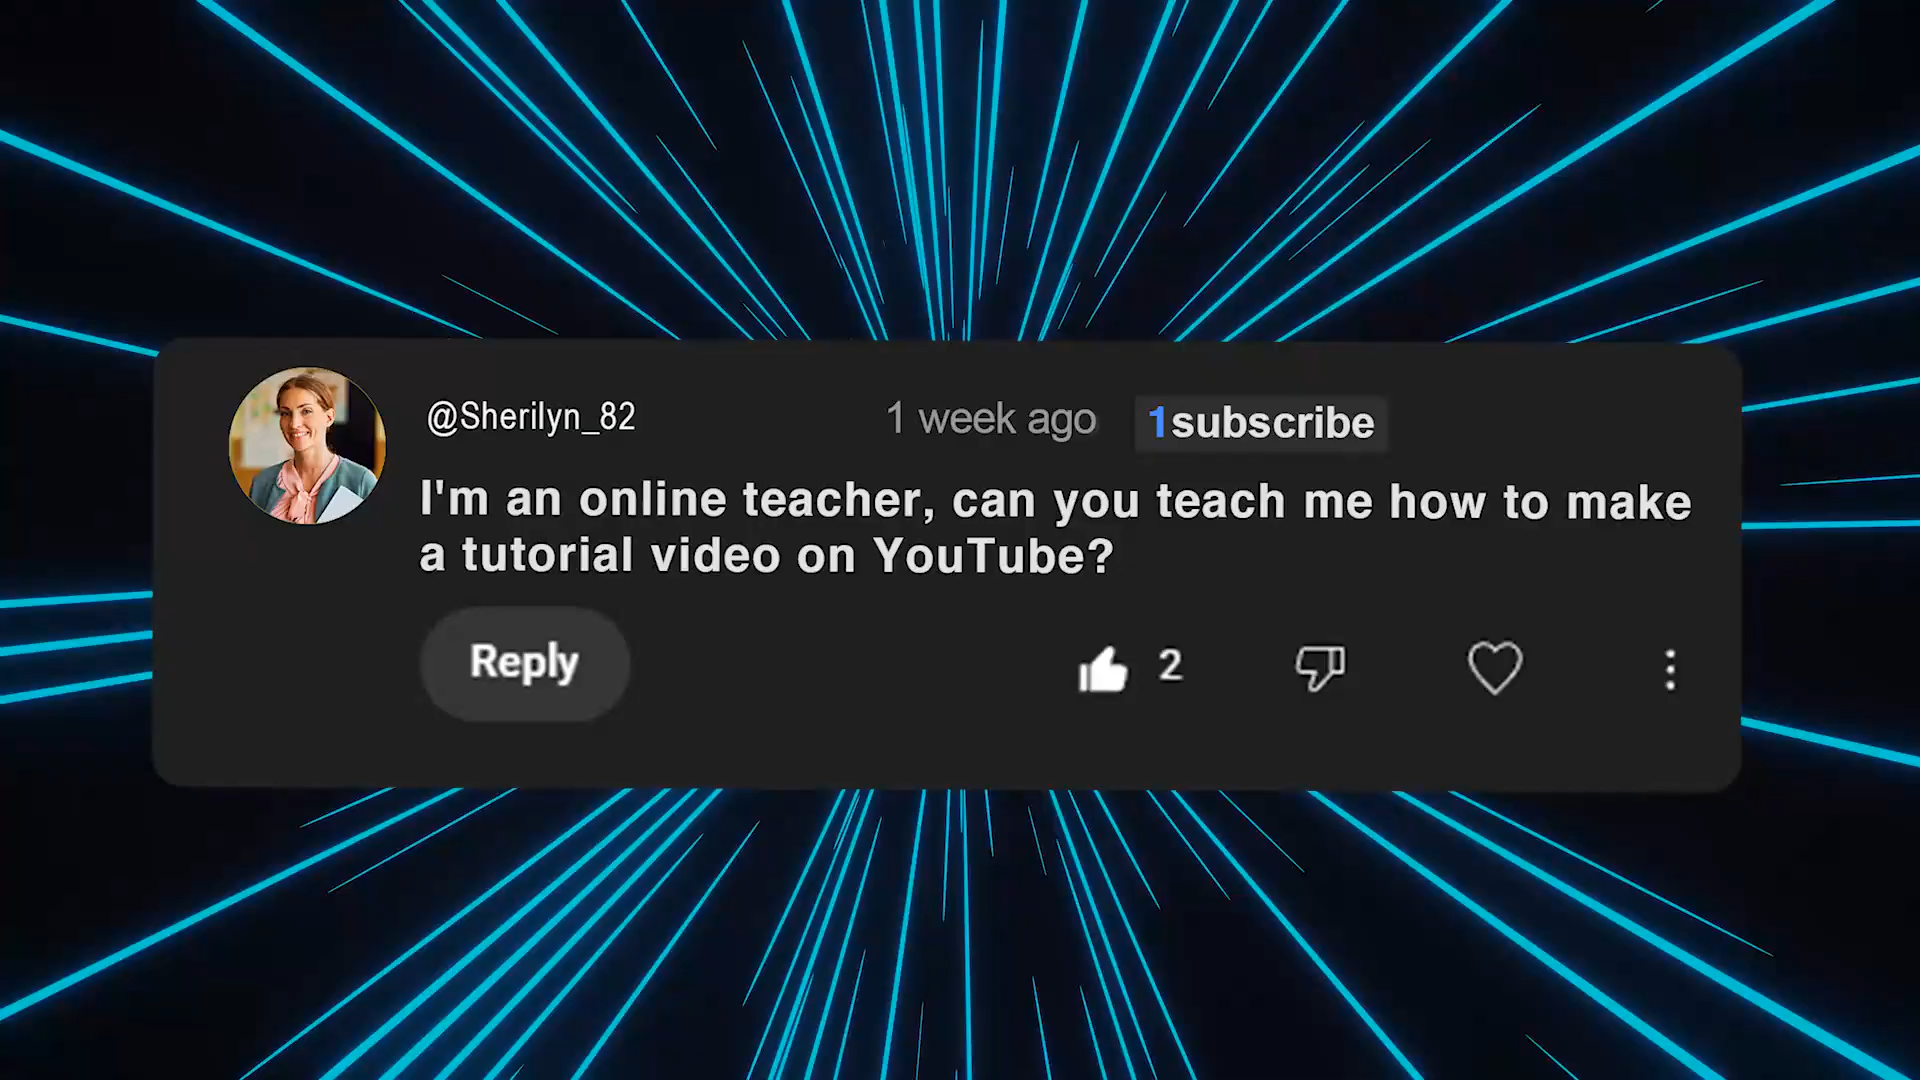 @Sherilyn_82 1 week ago 1subscribe
I'm an online teacher, can you teach me how to make
a tutorial video on YouTube?
Reply 2